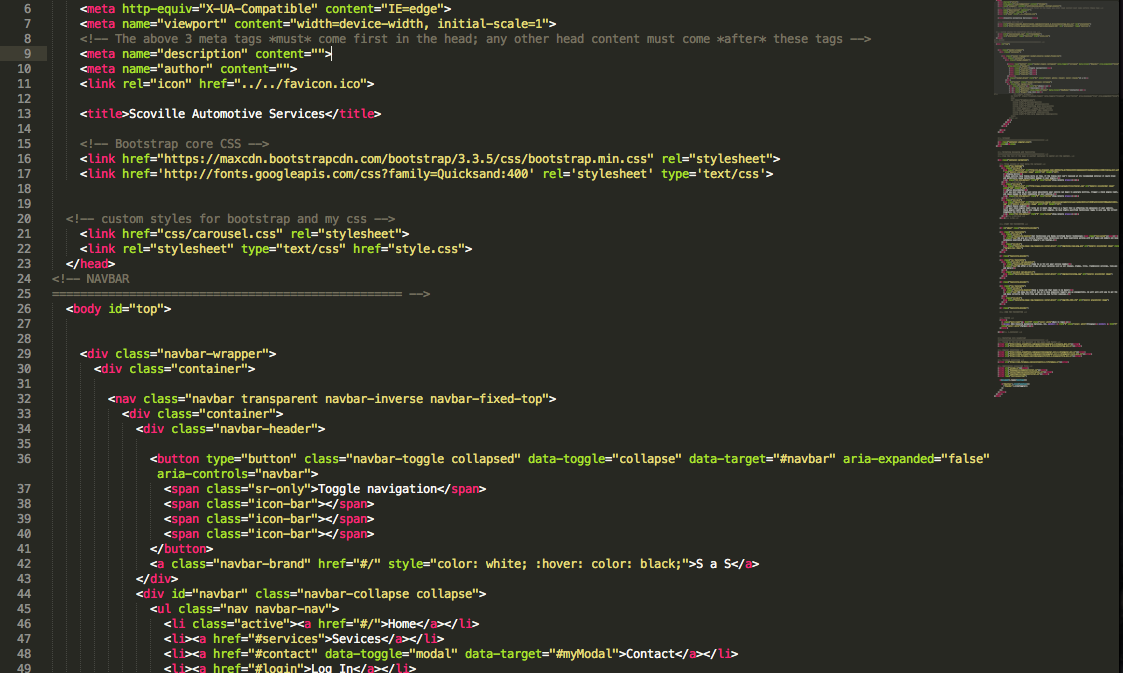 6 <meta http-equiv="X-UA-Compatible" content="IE=edge">
7 <meta name="viewport" content="width=device-width, initial-scale=1">
8 <!-- The above 3 meta tags *must* come first in the head; any other head content must come *after* these tags -->
9 <meta name="description" content="">
10 <meta name="author" content="">
11 <link rel="icon" href="../../favicon.ico">
12
13 <title>Scoville Automotive Services</title>
14
15 <!-- Bootstrap core CSS -->
16 <link href="https://maxcdn.bootstrapcdn.com/bootstrap/3.3.5/css/bootstrap.min.css" rel="stylesheet">
17 <link href='http://fonts.googleapis.com/css?family=Quicksand:400' rel='stylesheet' type='text/css'>
18
19
20 <!-- custom styles for bootstrap and my css -->
21 <link href="css/carousel.css" rel="stylesheet">
22 <link rel="stylesheet" type="text/css" href="style.css">
23 </head>
24 <!-- NAVBAR
25 ================================================== -->
26 <body id="top">
27
28
29 <div class="navbar-wrapper">
30 <div class="container">
31
32 <nav class="navbar transparent navbar-inverse navbar-fixed-top">
33 <div class="container">
34 <div class="navbar-header">
35
36 <button type="button" class="navbar-toggle collapsed" data-toggle="collapse" data-target="#navbar" aria-expanded="false"
aria-controls="navbar">
37 <span class="sr-only">Toggle navigation</span>
38 <span class="icon-bar"></span>
39 <span class="icon-bar"></span>
40 <span class="icon-bar"></span>
41 </button>
42 <a class="navbar-brand" href="#/" style="color: white; :hover: color: black;">S a S</a>
43 </div>
44 <div id="navbar" class="navbar-collapse collapse">
45 <ul class="nav navbar-nav">
46 <li class="active"><a href="#/">Home</a></li>
47 <li><a href="#services">Sevices</a></li>
48 <li><a href="#contact" data-toggle="modal" data-target="#myModal">Contact</a></li>
49 <li><a href="#login">Log In</a></li>